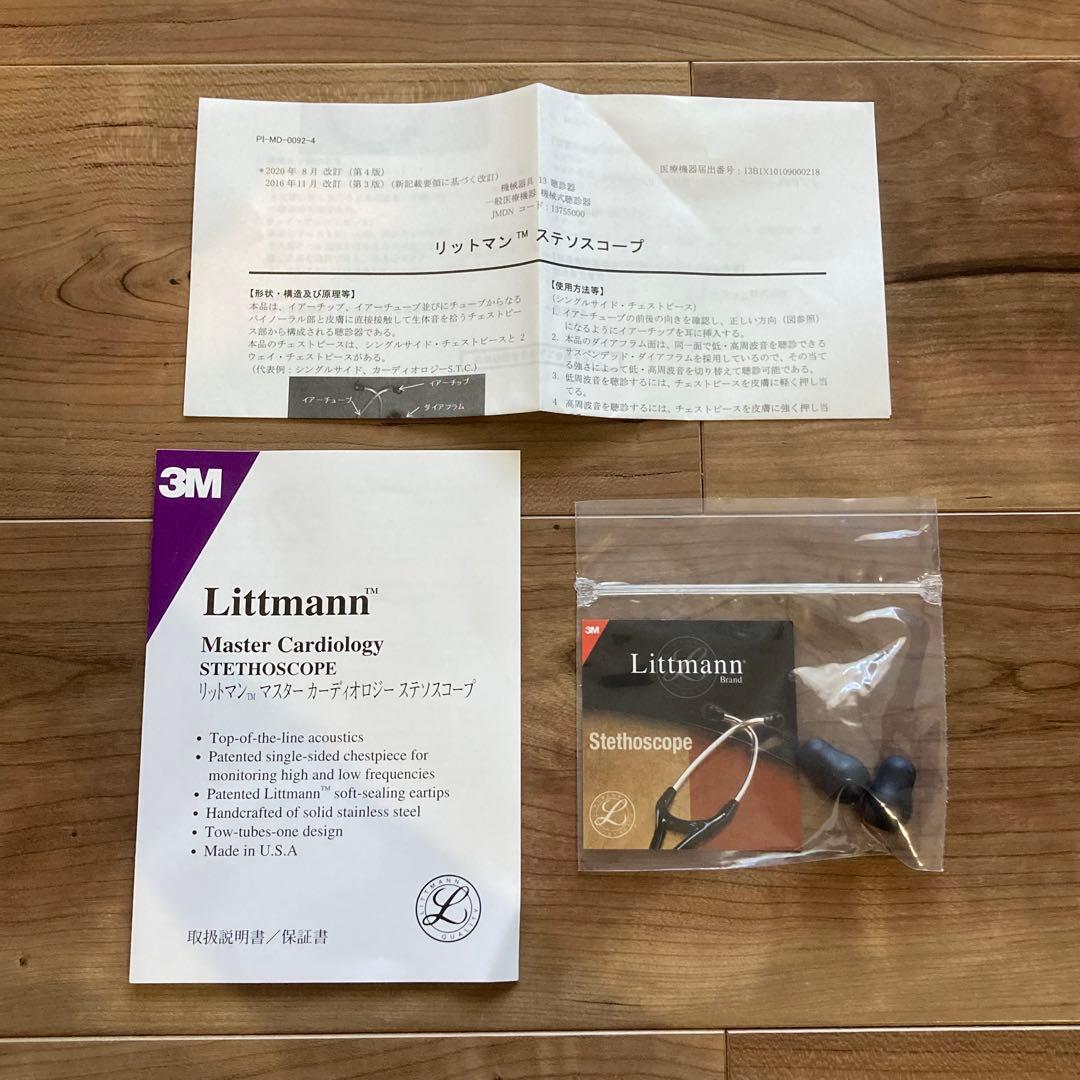 PI-MD-0092-4
*2020年 8月 改訂 (第4版)
2016年11月 改訂 (第3版) (新記載要領に基づく改訂)
医療機器届出番号：13B1X10109000218
機械器具 13 聴診器
一般医療機器 機械式聴診器
JMDN コード：13755000
リットマン™ ステソスコープ
【形状・構造及び原理等】
本品は、イアーチップ、イアーチューブ並びにチューブからなる
バイノーラル部と皮膚に直接接触して生体音を拾うチェストピー
ス部から構成される聴診器である。
本品のチェストピースは、シングルサイド・チェストピースと 2
ウェイ・チェストピースがある。
(代表例：シングルサイド、カーディオロジーS.T.C.)
イアーチップ
イアーチューブ
ダイアフラム
【使用方法等】
(シングルサイド・チェストピース)
1. イアーチューブの前後の向きを確認し、正しい方向（図参照）
になるようにイアーチップを耳に挿入する。
2. 本品のダイアフラム面は、同一面で低・高周波音を聴診できる
サスペンデッド・ダイアフラムを採用しているので、その当て
る強さによって低・高周波音を切り替えて聴診可能である。
3. 低周波音を聴診するには、チェストピースを皮膚に軽く押し当
てる。
4 高周波音を聴診するには、チェストピースを皮膚に強く押し当
3M
Littmann™
Master Cardiology
STETHOSCOPE
リットマン™ マスター カーディオロジー ステソスコープ
• Top-of-the-line acoustics
• Patented single-sided chestpiece for
monitoring high and low frequencies
• Patented Littmann™ soft-sealing eartips
• Handcrafted of solid stainless steel
• Tow-tubes-one design
• Made in U.S.A
LITTMANN
L
QUALITY
取扱説明書／保証書
3M
Littmann®
Brand
Stethoscope
L